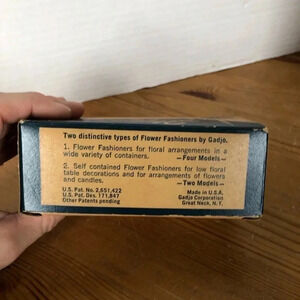 Two distinctive types of Flower Fashioners by Gadjo.
1. Flower Fashioners for floral arrangements in a
wide variety of containers.
—Four Models—
2. Self contained Fashioners for low floral
table decorations and for arrangements of flowers
and candles.
—Two Models—
U.S. Pat. No. 2,651,422
U.S. Pat. Des. 171,847
Other Patents pending
Made in U.S.A.
Gadjo Corporation
Great Neck, N. Y.